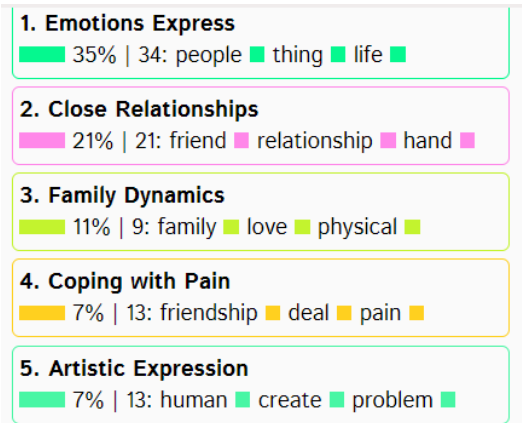 1. Emotions Express
35% | 34: people thing life
2. Close Relationships
21% | 21: friend relationship hand
3. Family Dynamics
11% | 9: family love physical
4. Coping with Pain
7% | 13: friendship deal pain
5. Artistic Expression
7% | 13: human create problem